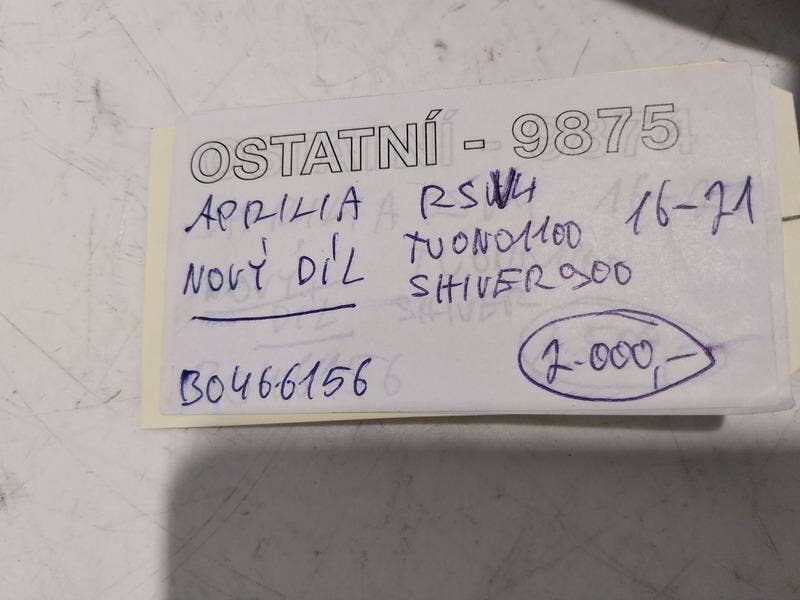 OSTATNÍ - 9875
APRILIA RSV4 16-21
NOVÝ DÍL TUONO1100
SHIVER900
B0466156 2.000,-